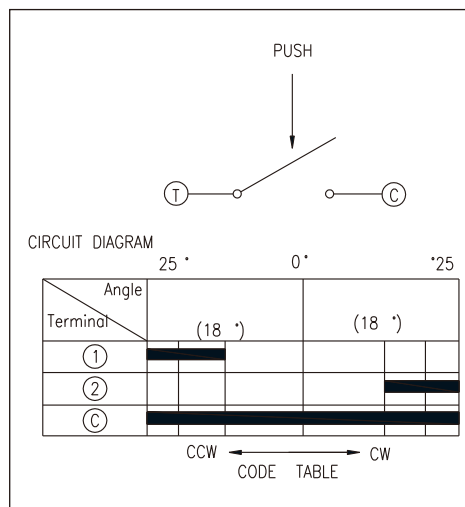 PUSH
T C
CIRCUIT DIAGRAM
25 ° 0° °25
Angle
Terminal (18 °) (18 °)
1
2
C
CCW CW
CODE TABLE